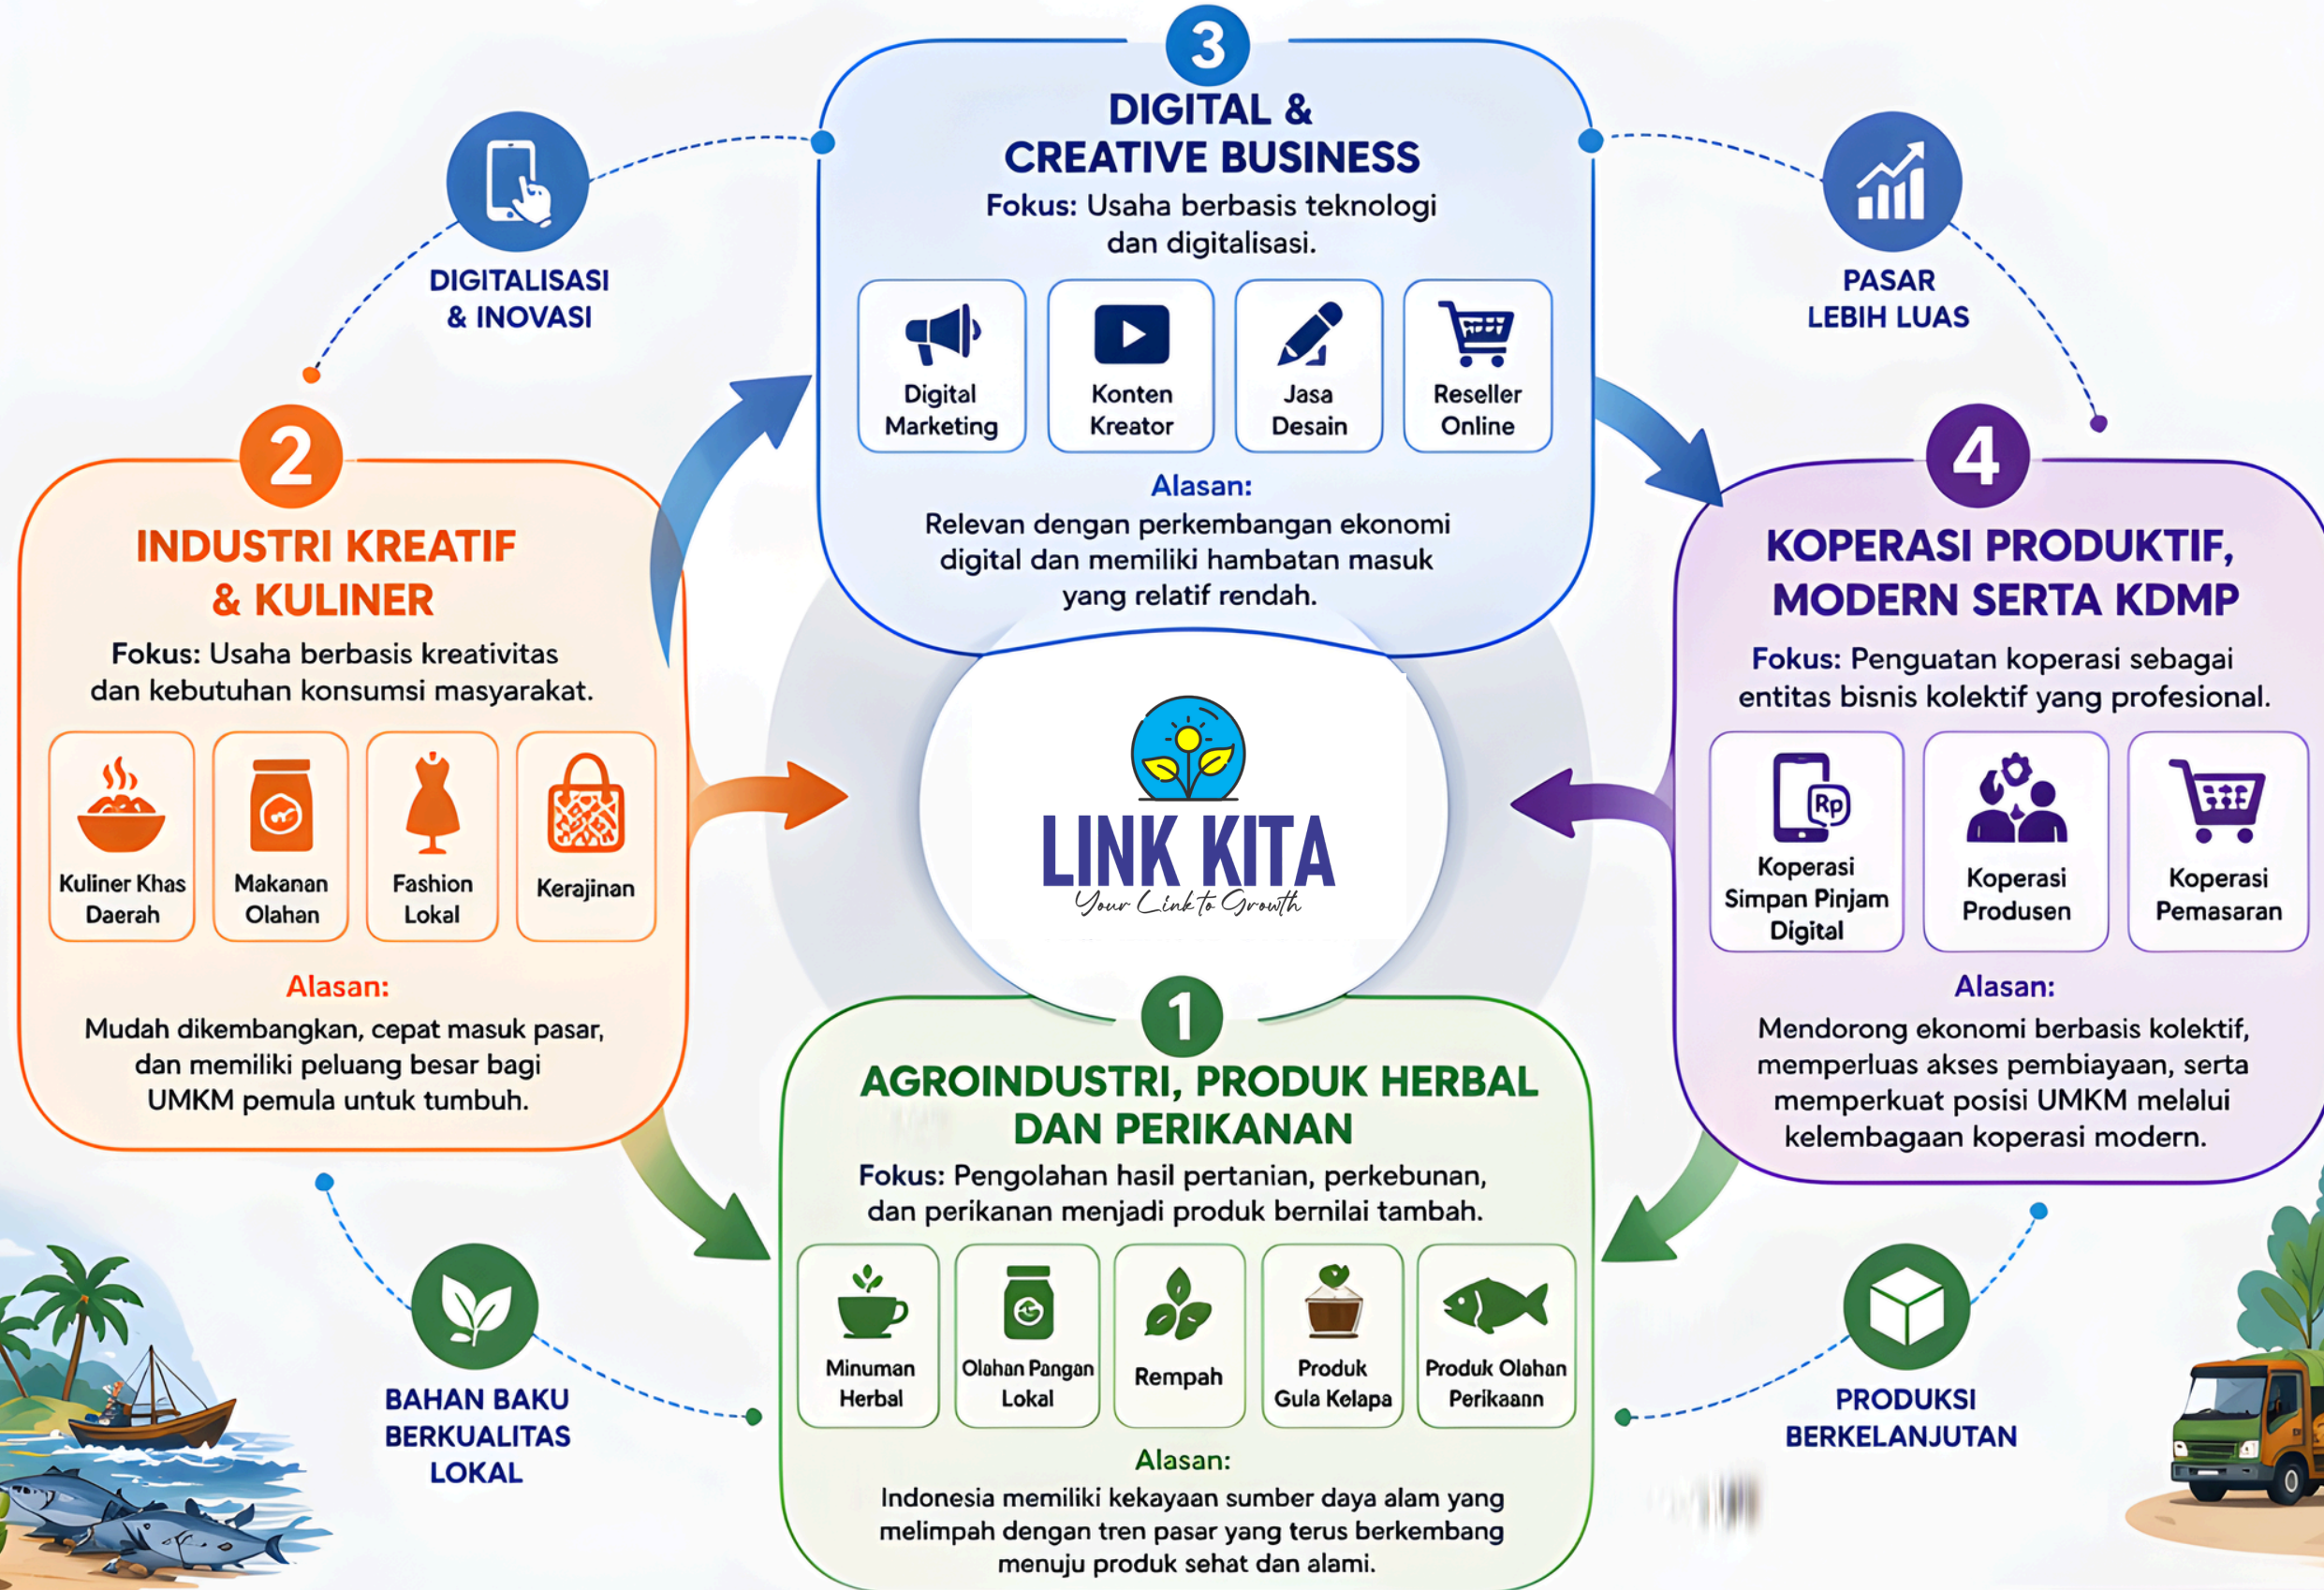 3
DIGITAL &
CREATIVE BUSINESS
Fokus: Usaha berbasis teknologi
dan digitalisasi.
Digital
Marketing
Konten
Kreator
Jasa
Desain
Reseller
Online
Alasan:
Relevan dengan perkembangan ekonomi
digital dan memiliki hambatan masuk
yang relatif rendah.
DIGITALISASI
& INOVASI
PASAR
LEBIH LUAS
2
INDUSTRI KREATIF
& KULINER
Fokus: Usaha berbasis kreativitas
dan kebutuhan konsumsi masyarakat.
Kuliner Khas
Daerah
Makanan
Olahan
Fashion
Lokal
Kerajinan
Alasan:
Mudah dikembangkan, cepat masuk pasar,
dan memiliki peluang besar bagi
UMKM pemula untuk tumbuh.
LINK KITA
Your Link to Growth
4
KOPERASI PRODUKTIF,
MODERN SERTA KDMP
Fokus: Penguatan koperasi sebagai
entitas bisnis kolektif yang profesional.
Rp
Koperasi
Simpan Pinjam
Digital
Koperasi
Produsen
Koperasi
Pemasaran
Alasan:
Mendorong ekonomi berbasis kolektif,
memperluas akses pembiayaan, serta
memperkuat posisi UMKM melalui
kelembagaan koperasi modern.
1
AGROINDUSTRI, PRODUK HERBAL
DAN PERIKANAN
Fokus: Pengolahan hasil pertanian, perkebunan,
dan perikanan menjadi produk bernilai tambah.
Minuman
Herbal
Olahan Pangan
Lokal
Rempah
Produk
Gula Kelapa
Produk Olahan
Perikaann
Alasan:
Indonesia memiliki kekayaan sumber daya alam yang
melimpah dengan tren pasar yang terus berkembang
menuju produk sehat dan alami.
BAHAN BAKU
BERKUALITAS
LOKAL
PRODUKSI
BERKELANJUTAN